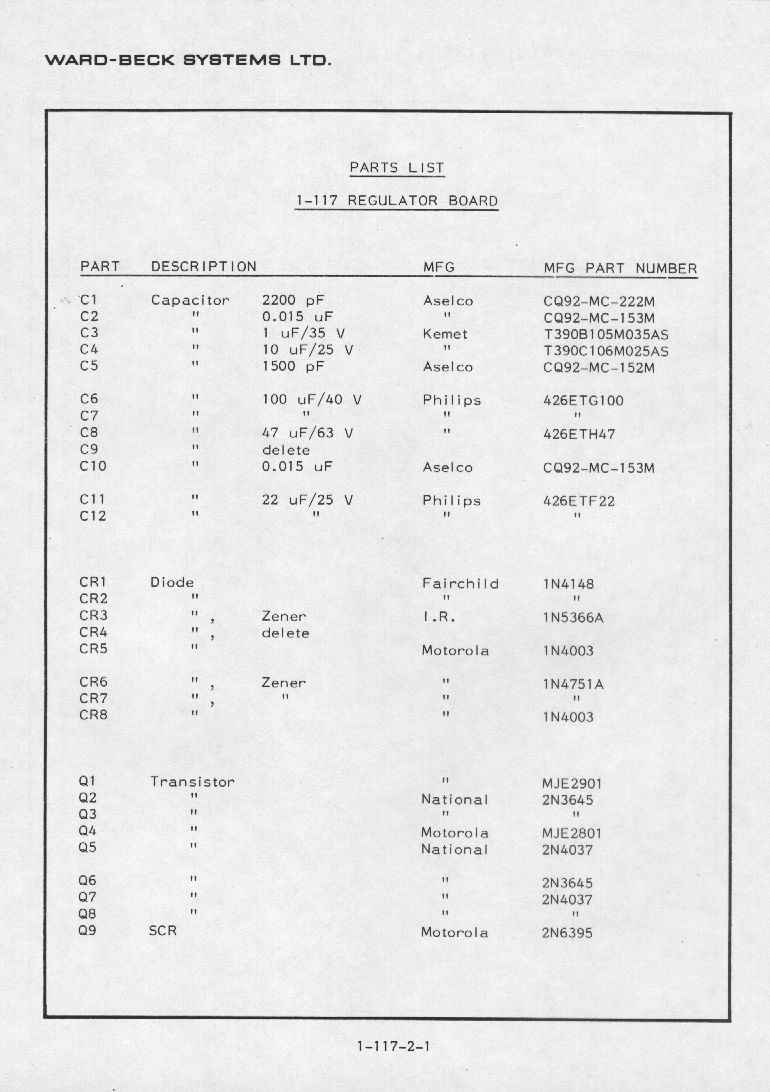 WARD-BECK SYSTEMS LTD.
PARTS LIST
1-117 REGULATOR BOARD
PART DESCRIPTION MFG MFG PART NUMBER
C1 Capacitor 2200 pF Aselco CQ92-MC-222M
C2 " 0.015 uF " CQ92-MC-153M
C3 " 1 uF/35 V Kemet T390B105M035AS
C4 " 10 uF/25 V " T390C106M025AS
C5 " 1500 pF Aselco CQ92-MC-152M
C6 " 100 uF/40 V Philips 426ETG100
C7 " " " "
C8 " 47 uF/63 V " 426ETH47
C9 " delete
C10 " 0.015 uF Aselco CQ92-MC-153M
C11 " 22 uF/25 V Philips 426ETF22
C12 " " " "
CR1 Diode Fairchild 1N4148
CR2 " " "
CR3 " , Zener I.R. 1N5366A
CR4 " , delete
CR5 " Motorola 1N4003
CR6 " , Zener " 1N4751A
CR7 " , " " "
CR8 " " 1N4003
Q1 Transistor " MJE2901
Q2 " National 2N3645
Q3 " " "
Q4 " Motorola MJE2801
Q5 " National 2N4037
Q6 " " 2N3645
Q7 " " 2N4037
Q8 " " "
Q9 SCR Motorola 2N6395
1-117-2-1